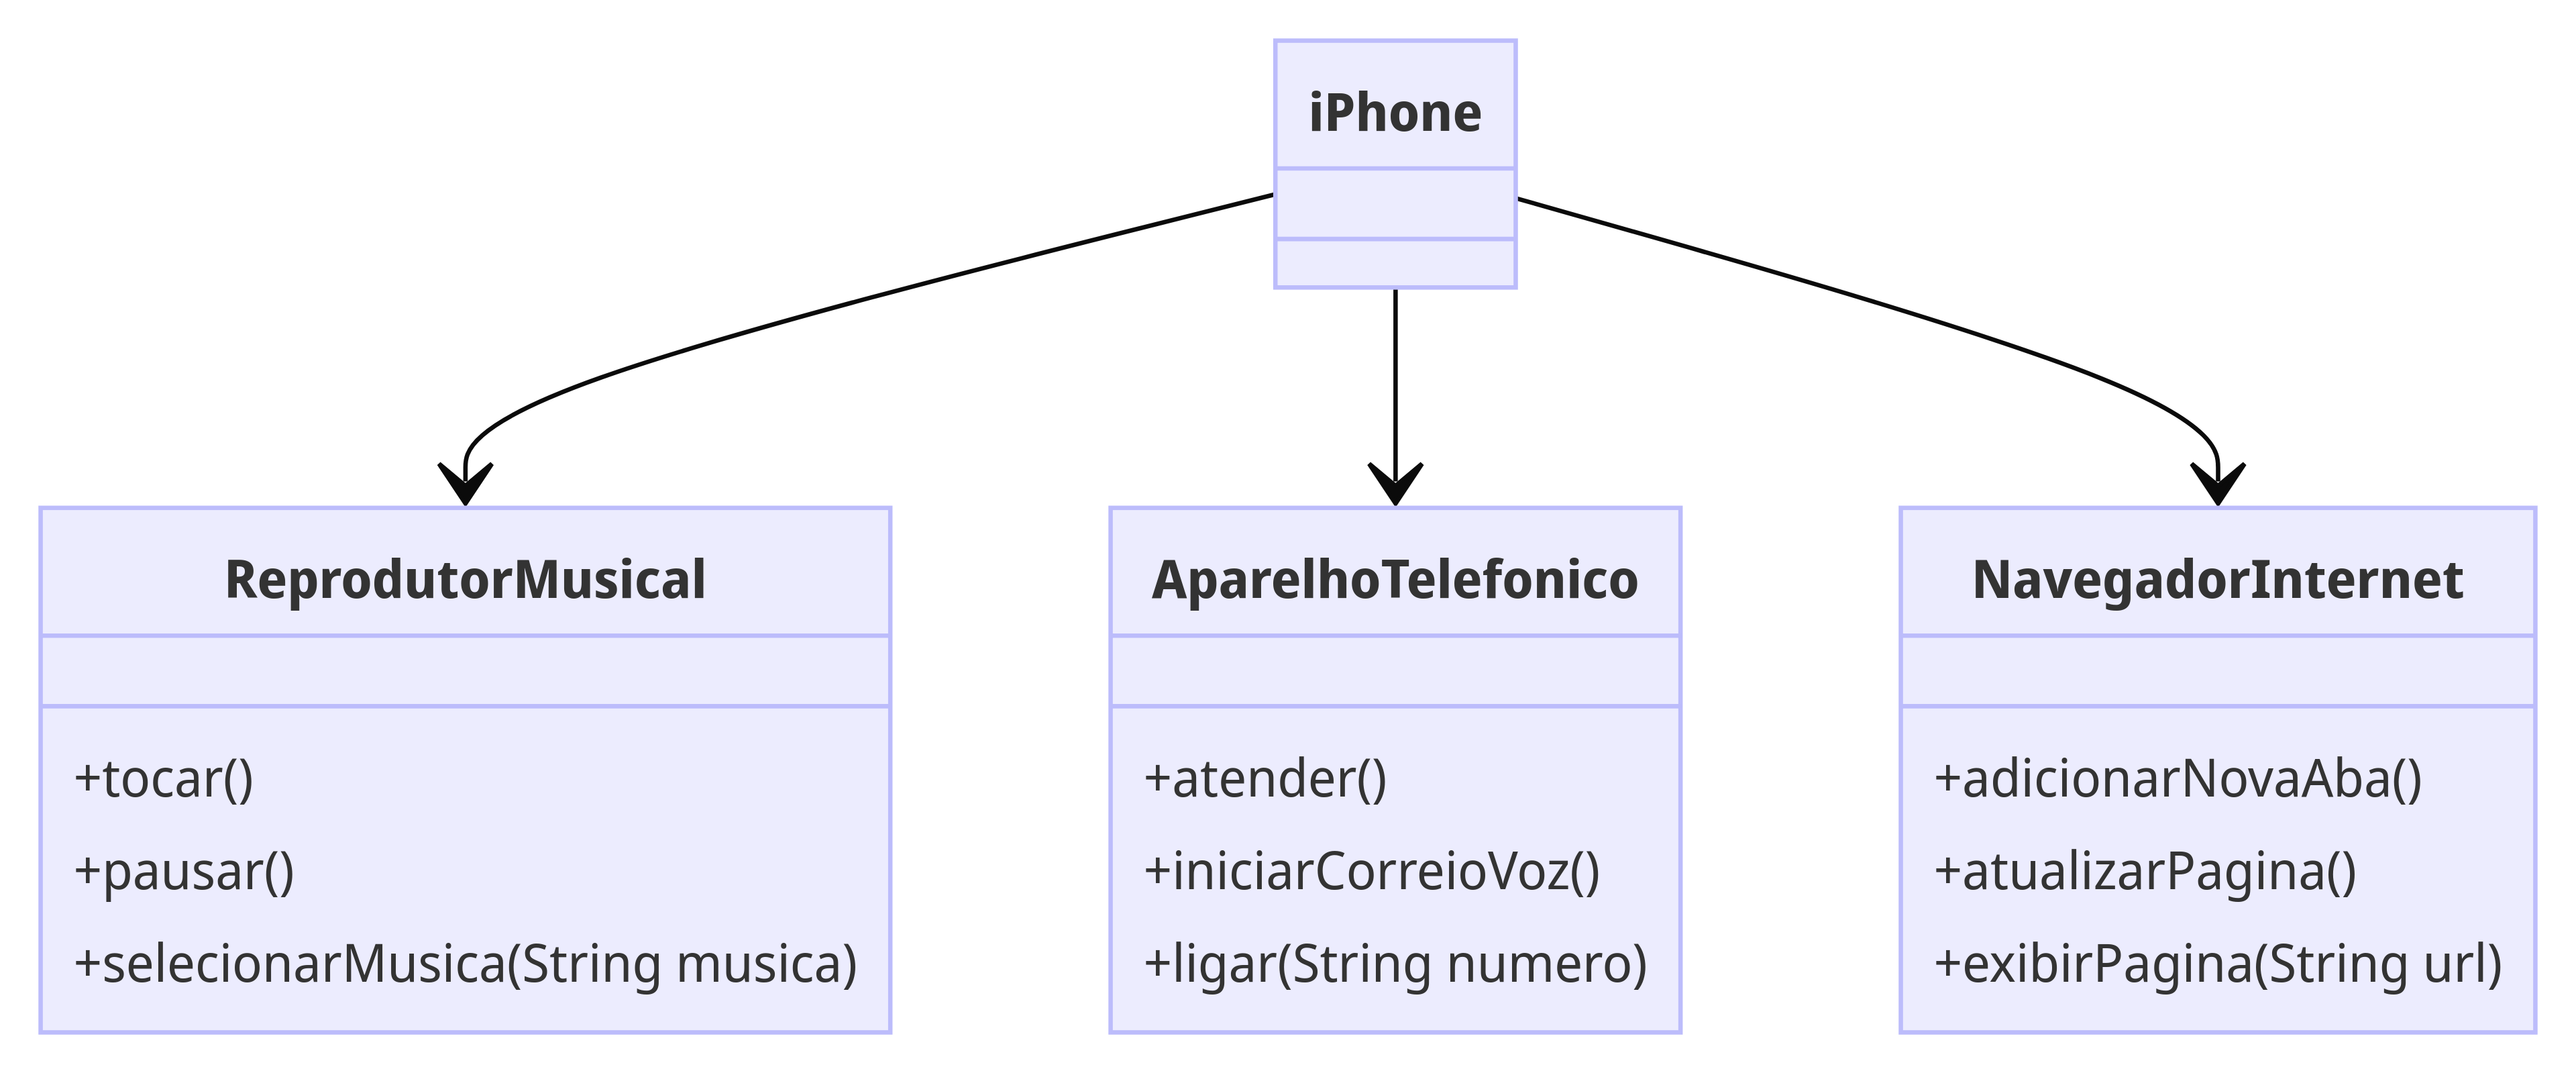 iPhone
ReprodutorMusical
+tocar()
+pausar()
+selecionarMusica(String musica)
AparelhoTelefonico
+atender()
+iniciarCorreioVoz()
+ligar(String numero)
NavegadorInternet
+adicionarNovaAba()
+atualizarPagina()
+exibirPagina(String url)